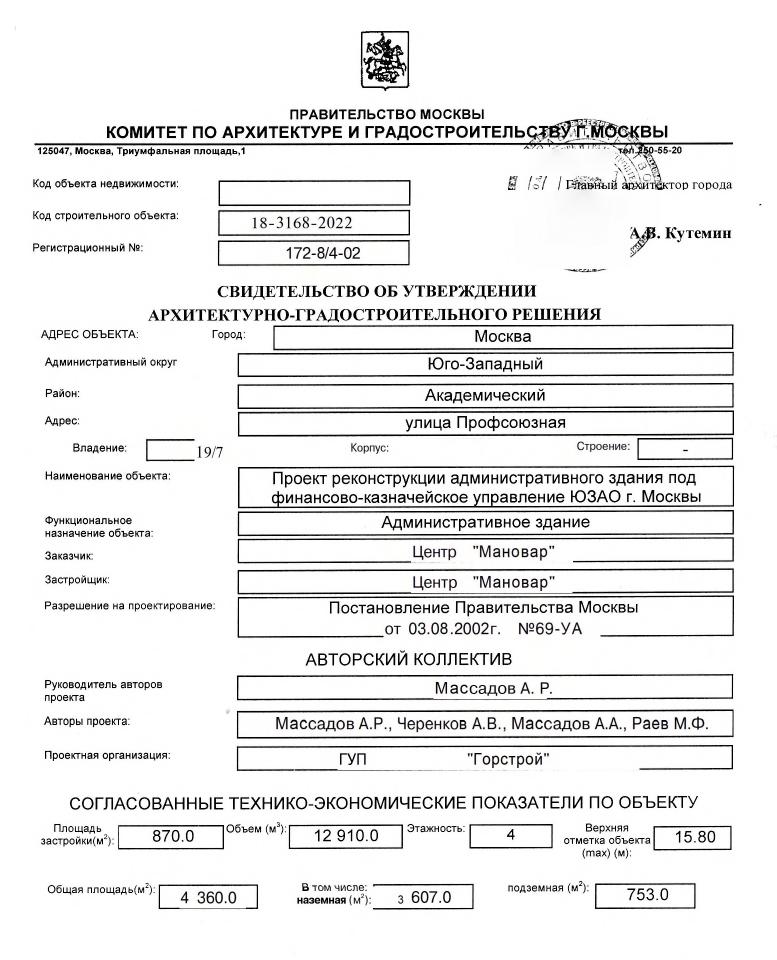 ПРАВИТЕЛЬСТВО МОСКВЫ
КОМИТЕТ ПО АРХИТЕКТУРЕ И ГРАДОСТРОИТЕЛЬСТВУ Г.МОСКВЫ
125047, Москва, Триумфальная площадь,1 тел.250-55-20
Код объекта недвижимости: Главный архитектор города
Код строительного объекта: 18-3168-2022
А.В. Кутемин
Регистрационный №: 172-8/4-02
СВИДЕТЕЛЬСТВО ОБ УТВЕРЖДЕНИИ
АРХИТЕКТУРНО-ГРАДОСТРОИТЕЛЬНОГО РЕШЕНИЯ
АДРЕС ОБЪЕКТА: Город: Москва
Административный округ Юго-Западный
Район: Академический
Адрес: улица Профсоюзная
Владение: 19/7 Корпус: Строение: -
Наименование объекта: Проект реконструкции административного здания под
финансово-казначейское управление ЮЗАО г. Москвы
Функциональное
назначение объекта: Административное здание
Заказчик: Центр "Мановар"
Застройщик: Центр "Мановар"
Разрешение на проектирование: Постановление Правительства Москвы
от 03.08.2002г. №69-УА
АВТОРСКИЙ КОЛЛЕКТИВ
Руководитель авторов
проекта Массадов А. Р.
Авторы проекта: Массадов А.Р., Черенков А.В., Массадов А.А., Раев М.Ф.
Проектная организация: ГУП "Горстрой"
СОГЛАСОВАННЫЕ ТЕХНИКО-ЭКОНОМИЧЕСКИЕ ПОКАЗАТЕЛИ ПО ОБЪЕКТУ
Площадь
застройки(м²): 870.0 Объем (м³): 12 910.0 Этажность: 4 Верхняя
отметка объекта
(max) (м): 15.80
Общая площадь(м²): 4 360.0 В том числе:
наземная (м²): 3 607.0 подземная (м²): 753.0